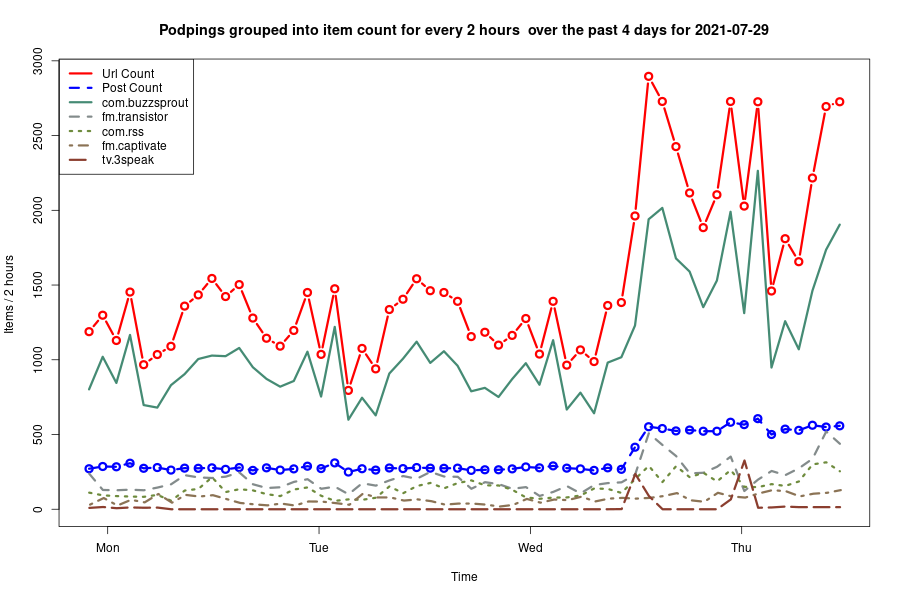 Podpings grouped into item count for every 2 hours  over the past 4 days for 2021-07-29
Url Count
Post Count
com.buzzsprout
fm.transistor
com.rss
fm.captivate
tv.3speak
Items / 2 hours
3000
2500
2000
1500
1000
500
0
Mon Tue Wed Thu
Time